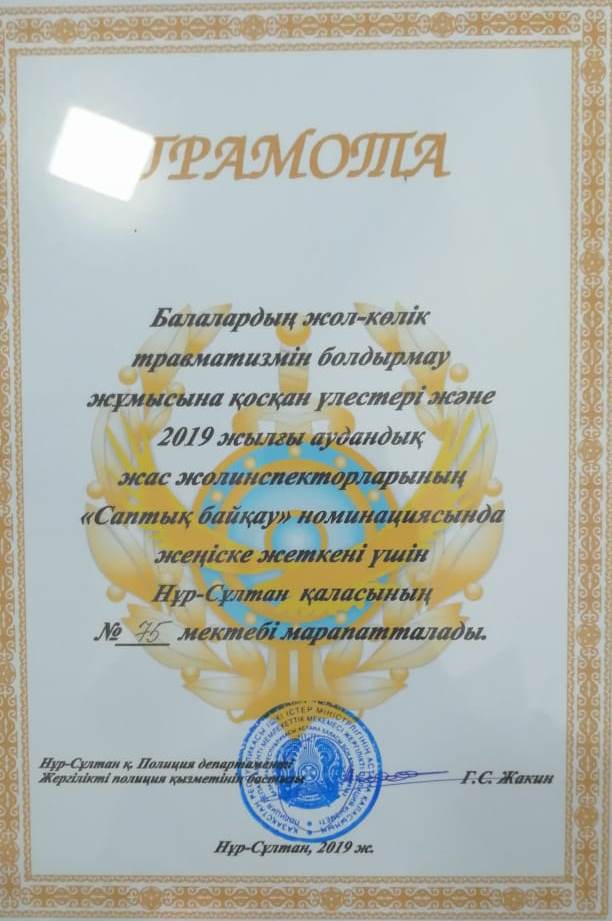 ГРАМОТА
Балалардың жол-көлік
травматизмін болдырмау
жұмысына қосқан үлестері және
2019 жылғы аудандық
жас жолинспекторларының
«Саптық байқау» номинациясында
жеңіске жеткені үшін
Нұр-Сұлтан қаласының
№ 75 мектебі марапатталады.
Нұр-Сұлтан қ. Полиция департаменті
Жергілікті полиция қызметінің бастығы
Г.С. Жакин
Нұр-Сұлтан, 2019 ж.